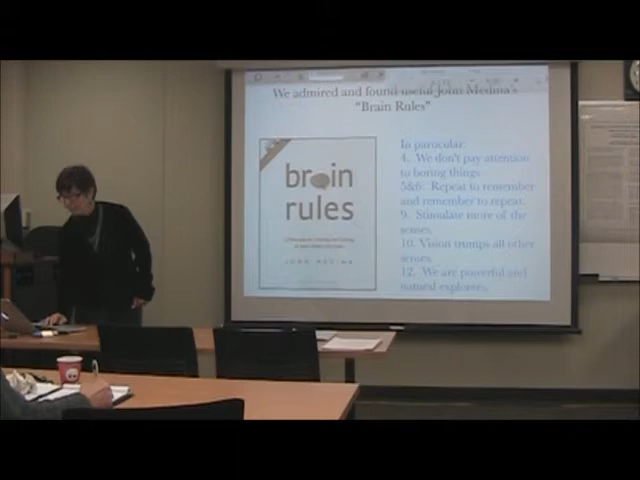 We admired and found useful John Medina's
"Brain Rules"
brain
rules
JOHN MEDINA
In particular:
4. We don't pay attention
to boring things.
5&6. Repeat to remember
and remember to repeat.
9. Stimulate more of the
senses.
10. Vision trumps all other
senses.
12. We are powerful and
natural explorers.